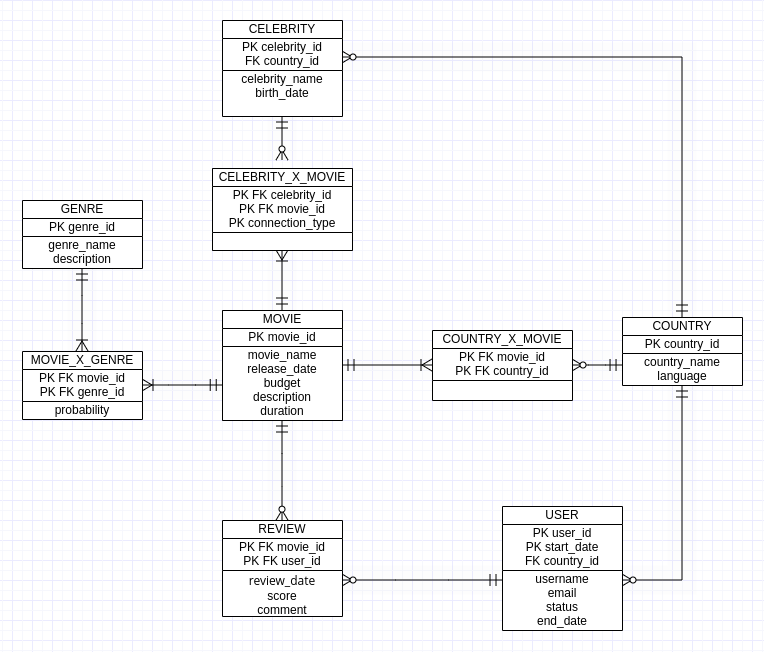 CELEBRITY
PK celebrity_id
FK country_id
celebrity_name
birth_date
CELEBRITY_X_MOVIE
PK FK celebrity_id
PK FK movie_id
PK connection_type
GENRE
PK genre_id
genre_name
description
MOVIE
PK movie_id
movie_name
release_date
budget
description
duration
COUNTRY_X_MOVIE
PK FK movie_id
PK FK country_id
COUNTRY
PK country_id
country_name
language
MOVIE_X_GENRE
PK FK movie_id
PK FK genre_id
probability
REVIEW
PK FK movie_id
PK FK user_id
review_date
score
comment
USER
PK user_id
PK start_date
FK country_id
username
email
status
end_date